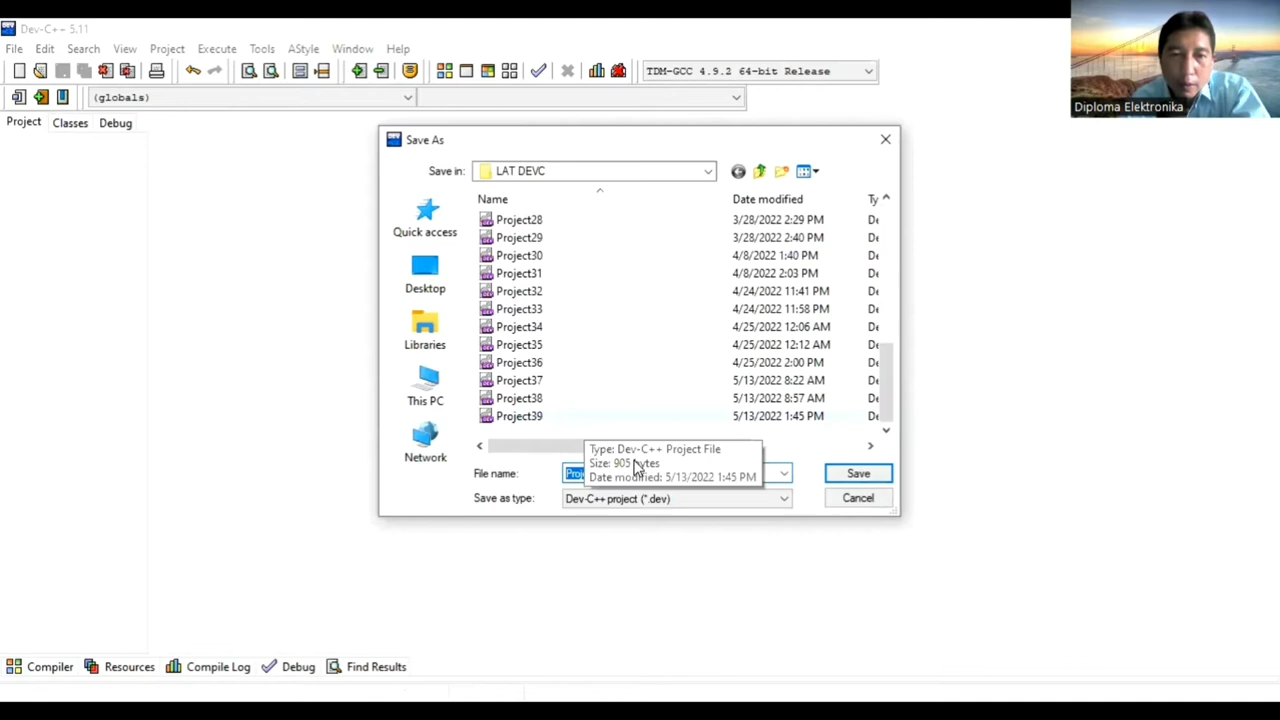 Dev-C++ 5.11
File Edit Search View Project Execute Tools AStyle Window Help
TDM-GCC 4.9.2 64-bit Release
(globals)
Project Classes Debug
Diploma Elektronika
Save As
Save in: LAT DEVC
Name Date modified Ty
Project28 3/28/2022 2:29 PM De
Project29 3/28/2022 2:40 PM De
Project30 4/8/2022 1:40 PM De
Project31 4/8/2022 2:03 PM De
Project32 4/24/2022 11:41 PM De
Project33 4/24/2022 11:58 PM De
Project34 4/25/2022 12:06 AM De
Project35 4/25/2022 12:12 AM De
Project36 4/25/2022 2:00 PM De
Project37 5/13/2022 8:22 AM De
Project38 5/13/2022 8:57 AM De
Project39 5/13/2022 1:45 PM De
Quick access
Desktop
Libraries
This PC
Network
Type: Dev-C++ Project File
Size: 905 bytes
Date modified: 5/13/2022 1:45 PM
File name: Proj Save
Save as type: Dev-C++ project (*.dev) Cancel
Compiler Resources Compile Log Debug Find Results